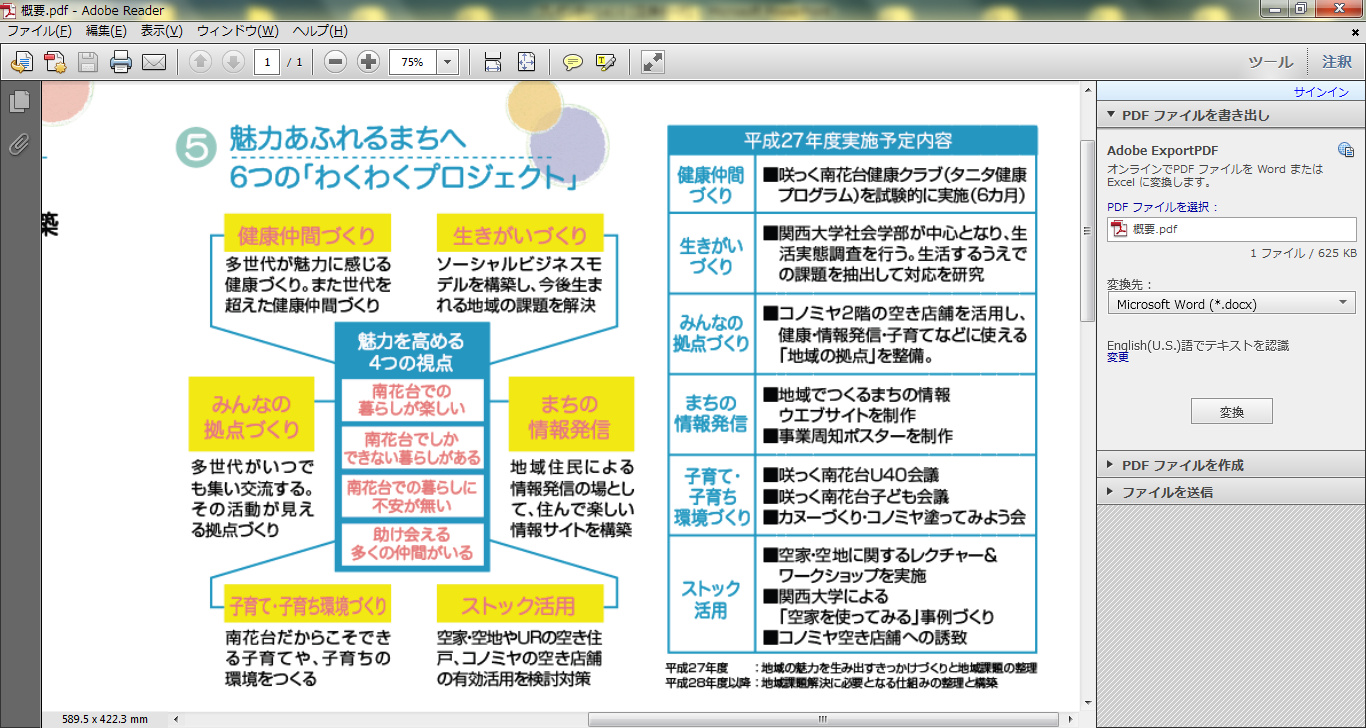 概要.pdf - Adobe Reader
ファイル(F) 編集(E) 表示(V) ウィンドウ(W) ヘルプ(H)
1 / 1 75%
ツール 注釈
築
5
魅力あふれるまちへ
6つの「わくわくプロジェクト」
健康仲間づくり
多世代が魅力に感じる
健康づくり。また世代を
超えた健康仲間づくり
生きがいづくり
ソーシャルビジネスモ
デルを構築し、今後生ま
れる地域の課題を解決
魅力を高める
4つの視点
南花台での
暮らしが楽しい
南花台でしか
できない暮らしがある
南花台での暮らしに
不安が無い
助け会える
多くの仲間がいる
みんなの
拠点づくり
多世代がいつで
も集い交流する。
その活動が見え
る拠点づくり
まちの
情報発信
地域住民による
情報発信の場とし
て、住んで楽しい
情報サイトを構築
子育て・子育ち環境づくり
南花台だからこそでき
る子育てや、子育ちの
環境をつくる
ストック活用
空家・空地やURの空き住
戸、コノミヤの空き店舗
の有効活用を検討対策
平成27年度実施予定内容
健康仲間
づくり
■咲っく南花台健康クラブ(タニタ健康
プログラム)を試験的に実施(6カ月)
生きがい
づくり
■関西大学社会学部が中心となり、生
活実態調査を行う。生活するうえで
の課題を抽出して対応を研究
みんなの
拠点づくり
■コノミヤ2階の空き店舗を活用し、
健康・情報発信・子育てなどに使える
「地域の拠点」を整備。
まちの
情報発信
■地域でつくるまちの情報
ウエブサイトを制作
■事業周知ポスターを制作
子育て・
子育ち
環境づくり
■咲っく南花台U40会議
■咲っく南花台子ども会議
■カヌーづくり・コノミヤ塗ってみよう会
ストック
活用
■空家・空地に関するレクチャー&
ワークショップを実施
■関西大学による
「空家を使ってみる」事例づくり
■コノミヤ空き店舗への誘致
平成27年度 :地域の魅力を生み出すきっかけづくりと地域課題の整理
平成28年度以降:地域課題解決に必要となる仕組みの整理と構築
589.5 x 422.3 mm
サインイン
PDF ファイルを書き出し
Adobe ExportPDF
オンラインでPDF ファイルを Word または
Excel に変換します。
PDF ファイルを選択 :
概要.pdf
1 ファイル / 625 KB
変換先 :
Microsoft Word (*.docx)
English(U.S.)語でテキストを認識
変更
変換
PDF ファイルを作成
ファイルを送信